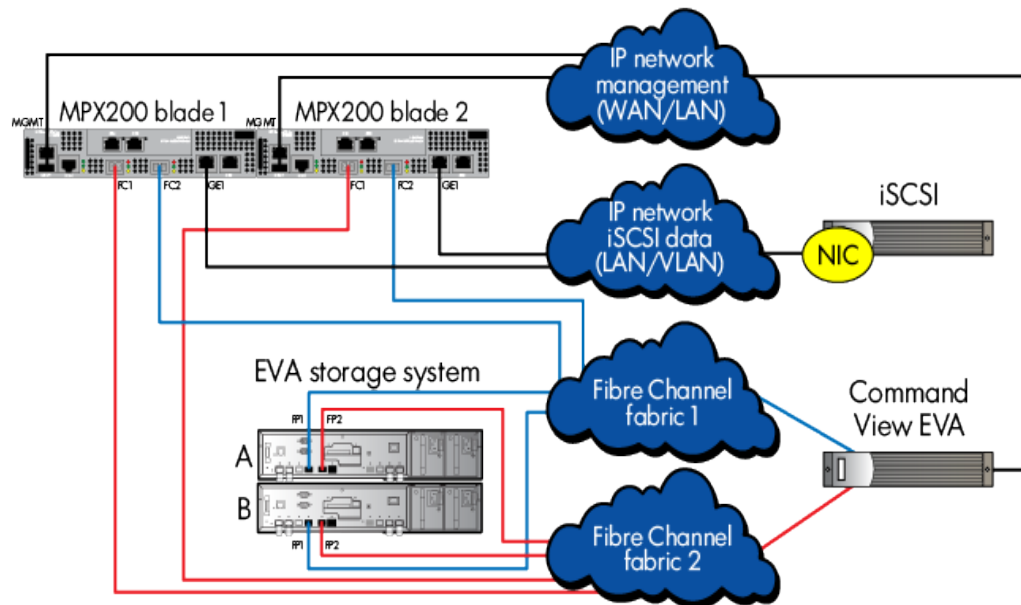 IP network
management
(WAN/LAN)
MPX200 blade 1
MPX200 blade 2
MGMT
MGMT
FC1
FC2
GE1
FC1
FC2
GE1
IP network
iSCSI data
(LAN/VLAN)
iSCSI
NIC
EVA storage system
FP1
FP2
A
B
FP1
FP2
Fibre Channel
fabric 1
Command
View EVA
Fibre Channel
fabric 2